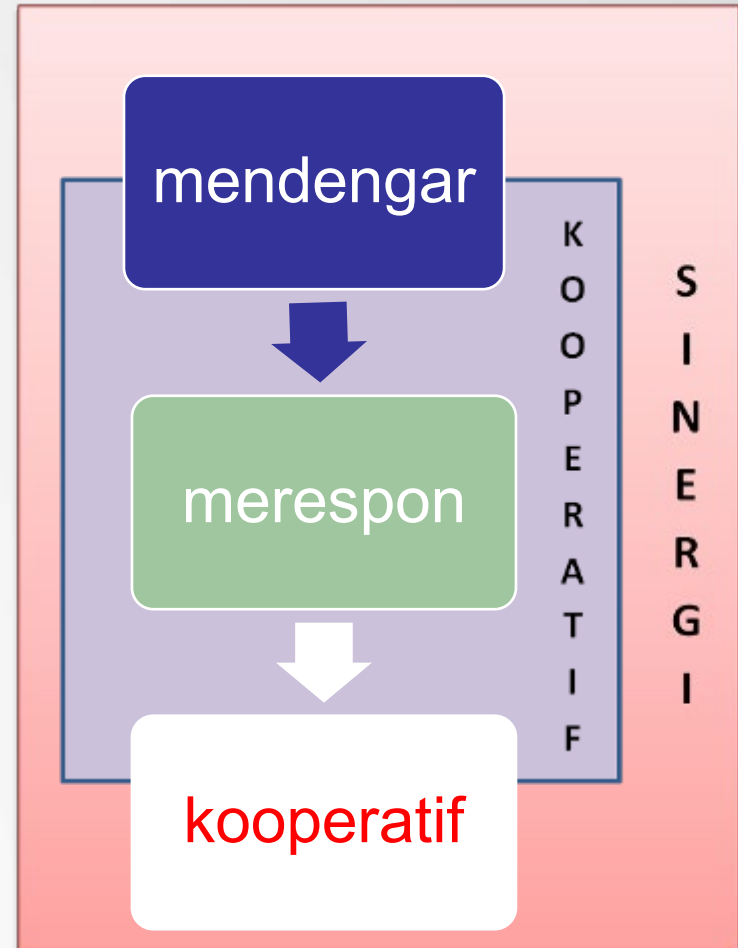 mendengar
merespon
kooperatif
KOOPERATIF
SINERGI